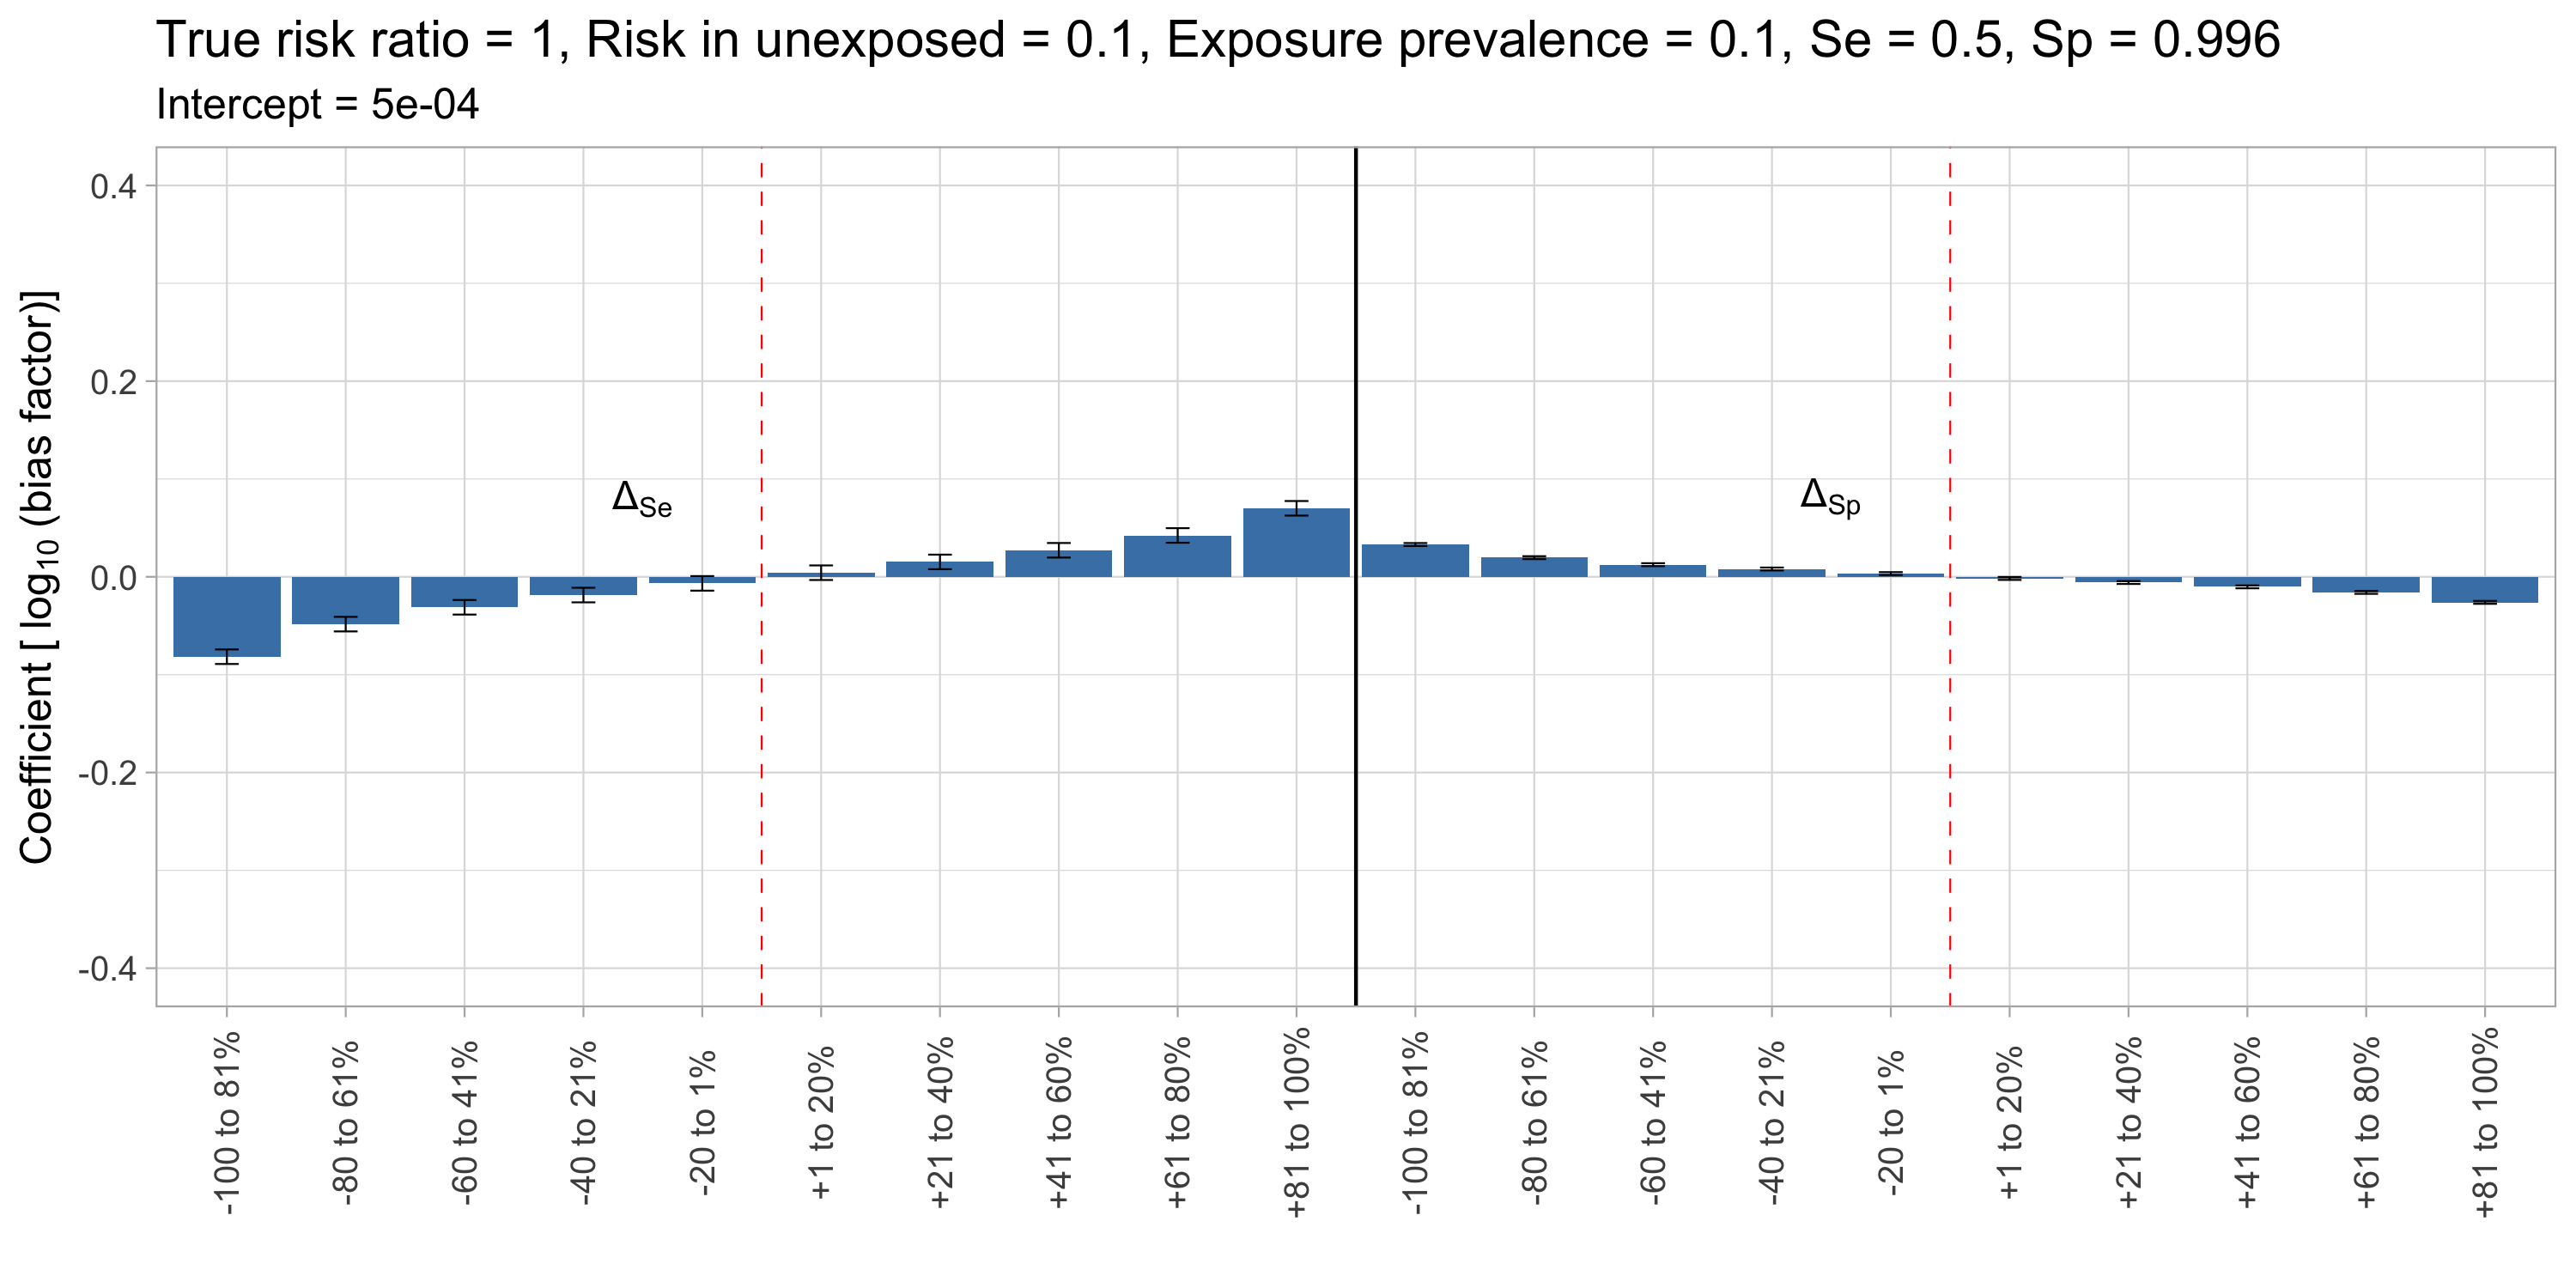 True risk ratio = 1, Risk in unexposed = 0.1, Exposure prevalence = 0.1, Se = 0.5, Sp = 0.996
Intercept = 5e-04
Coefficient [ log10 (bias factor)]
0.4
0.2
0.0
-0.2
-0.4
ΔSe
ΔSp
-100 to 81%
-80 to 61%
-60 to 41%
-40 to 21%
-20 to 1%
+1 to 20%
+21 to 40%
+41 to 60%
+61 to 80%
+81 to 100%
-100 to 81%
-80 to 61%
-60 to 41%
-40 to 21%
-20 to 1%
+1 to 20%
+21 to 40%
+41 to 60%
+61 to 80%
+81 to 100%